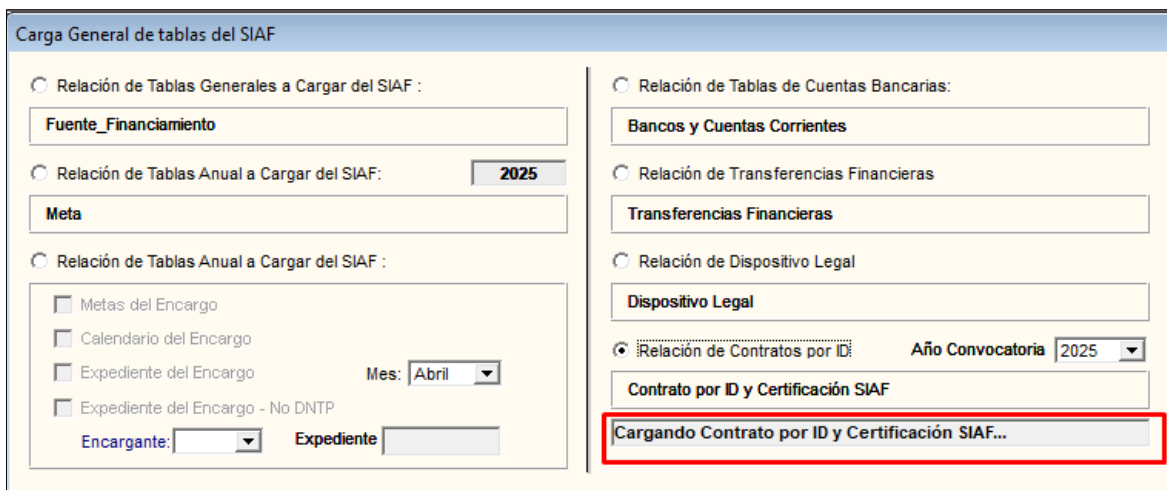 Carga General de tablas del SIAF
Relación de Tablas Generales a Cargar del SIAF :
Fuente_Financiamiento
Relación de Tablas Anual a Cargar del SIAF: 2025
Meta
Relación de Tablas Anual a Cargar del SIAF :
Metas del Encargo
Calendario del Encargo
Expediente del Encargo Mes: Abril
Expediente del Encargo - No DNTP
Encargante: Expediente
Relación de Tablas de Cuentas Bancarias:
Bancos y Cuentas Corrientes
Relación de Transferencias Financieras
Transferencias Financieras
Relación de Dispositivo Legal
Dispositivo Legal
Relación de Contratos por ID Año Convocatoria 2025
Contrato por ID y Certificación SIAF
Cargando Contrato por ID y Certificación SIAF...